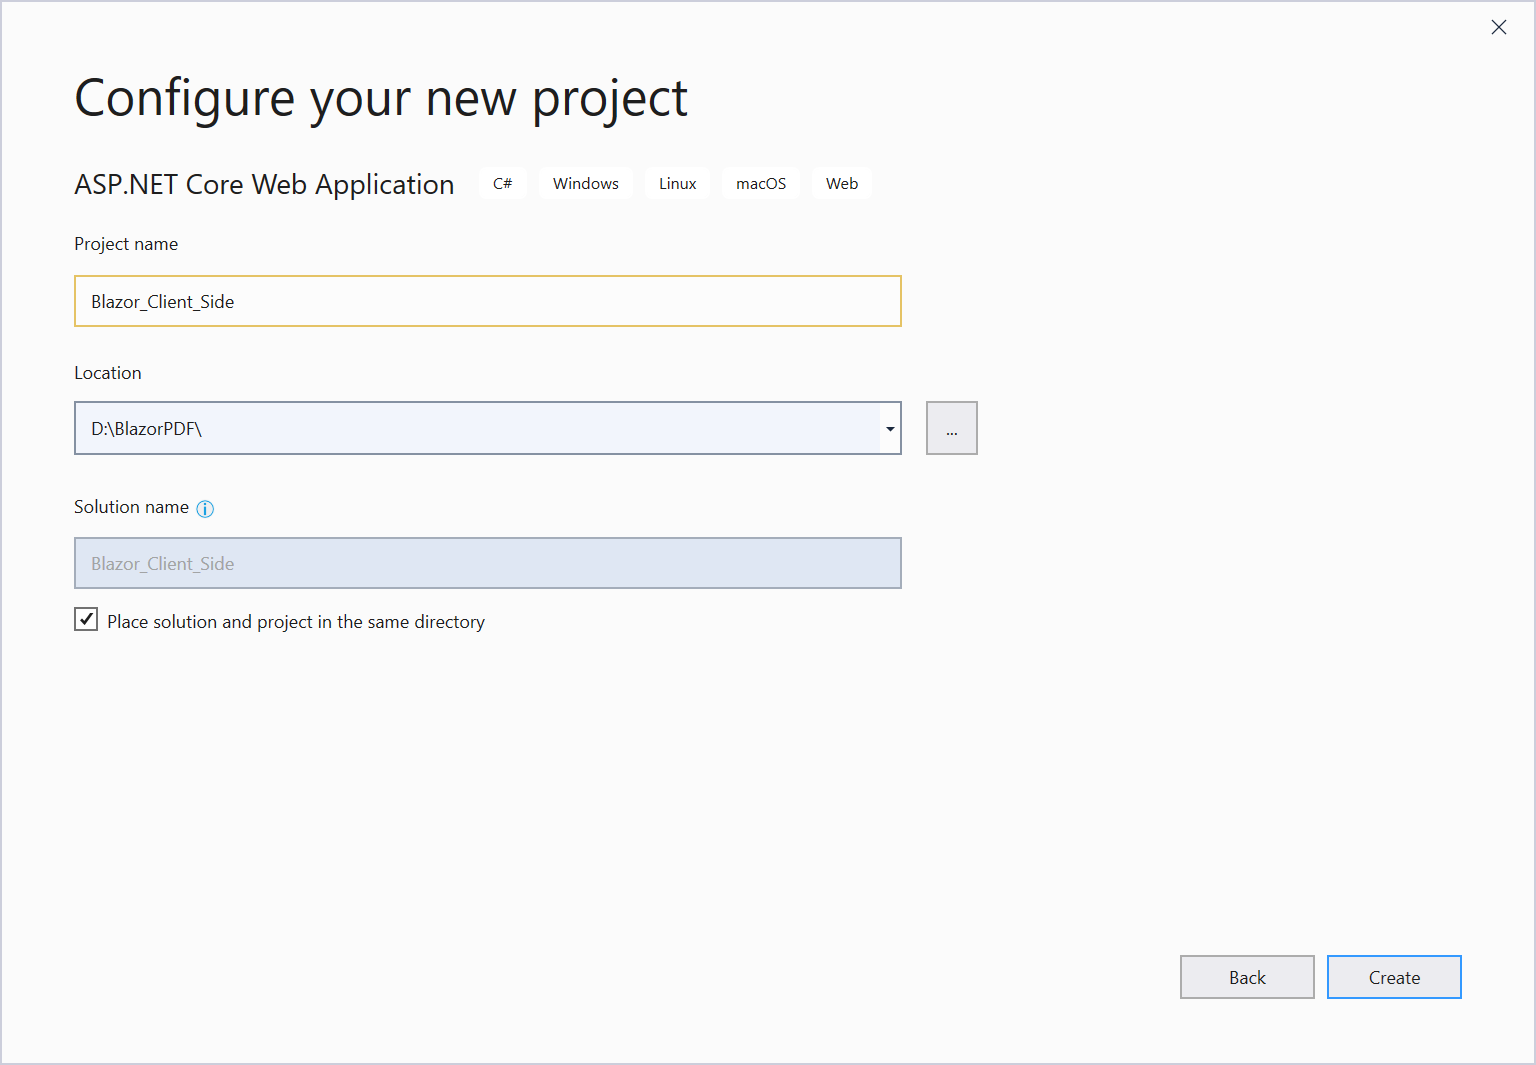 Configure your new project
ASP.NET Core Web Application C# Windows Linux macOS Web
Project name
Blazor_Client_Side
Location
D:\BlazorPDF\
...
Solution name
Blazor_Client_Side
Place solution and project in the same directory
Back Create